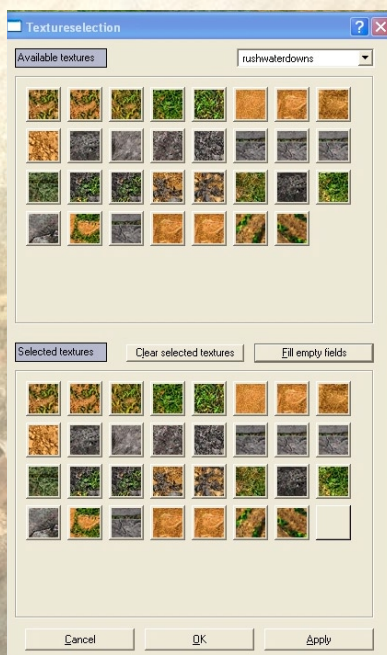 Textureselection
Available textures
rushwaterdowns
Selected textures
Clear selected textures
Fill empty fields
Cancel
OK
Apply